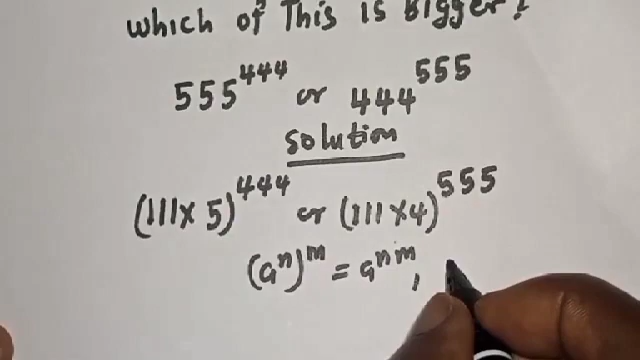 Which of This is Bigger?
555^444 or 444^555
Solution
(111×5)^444 or (111×4)^555
(a^n)^m = a^nm,